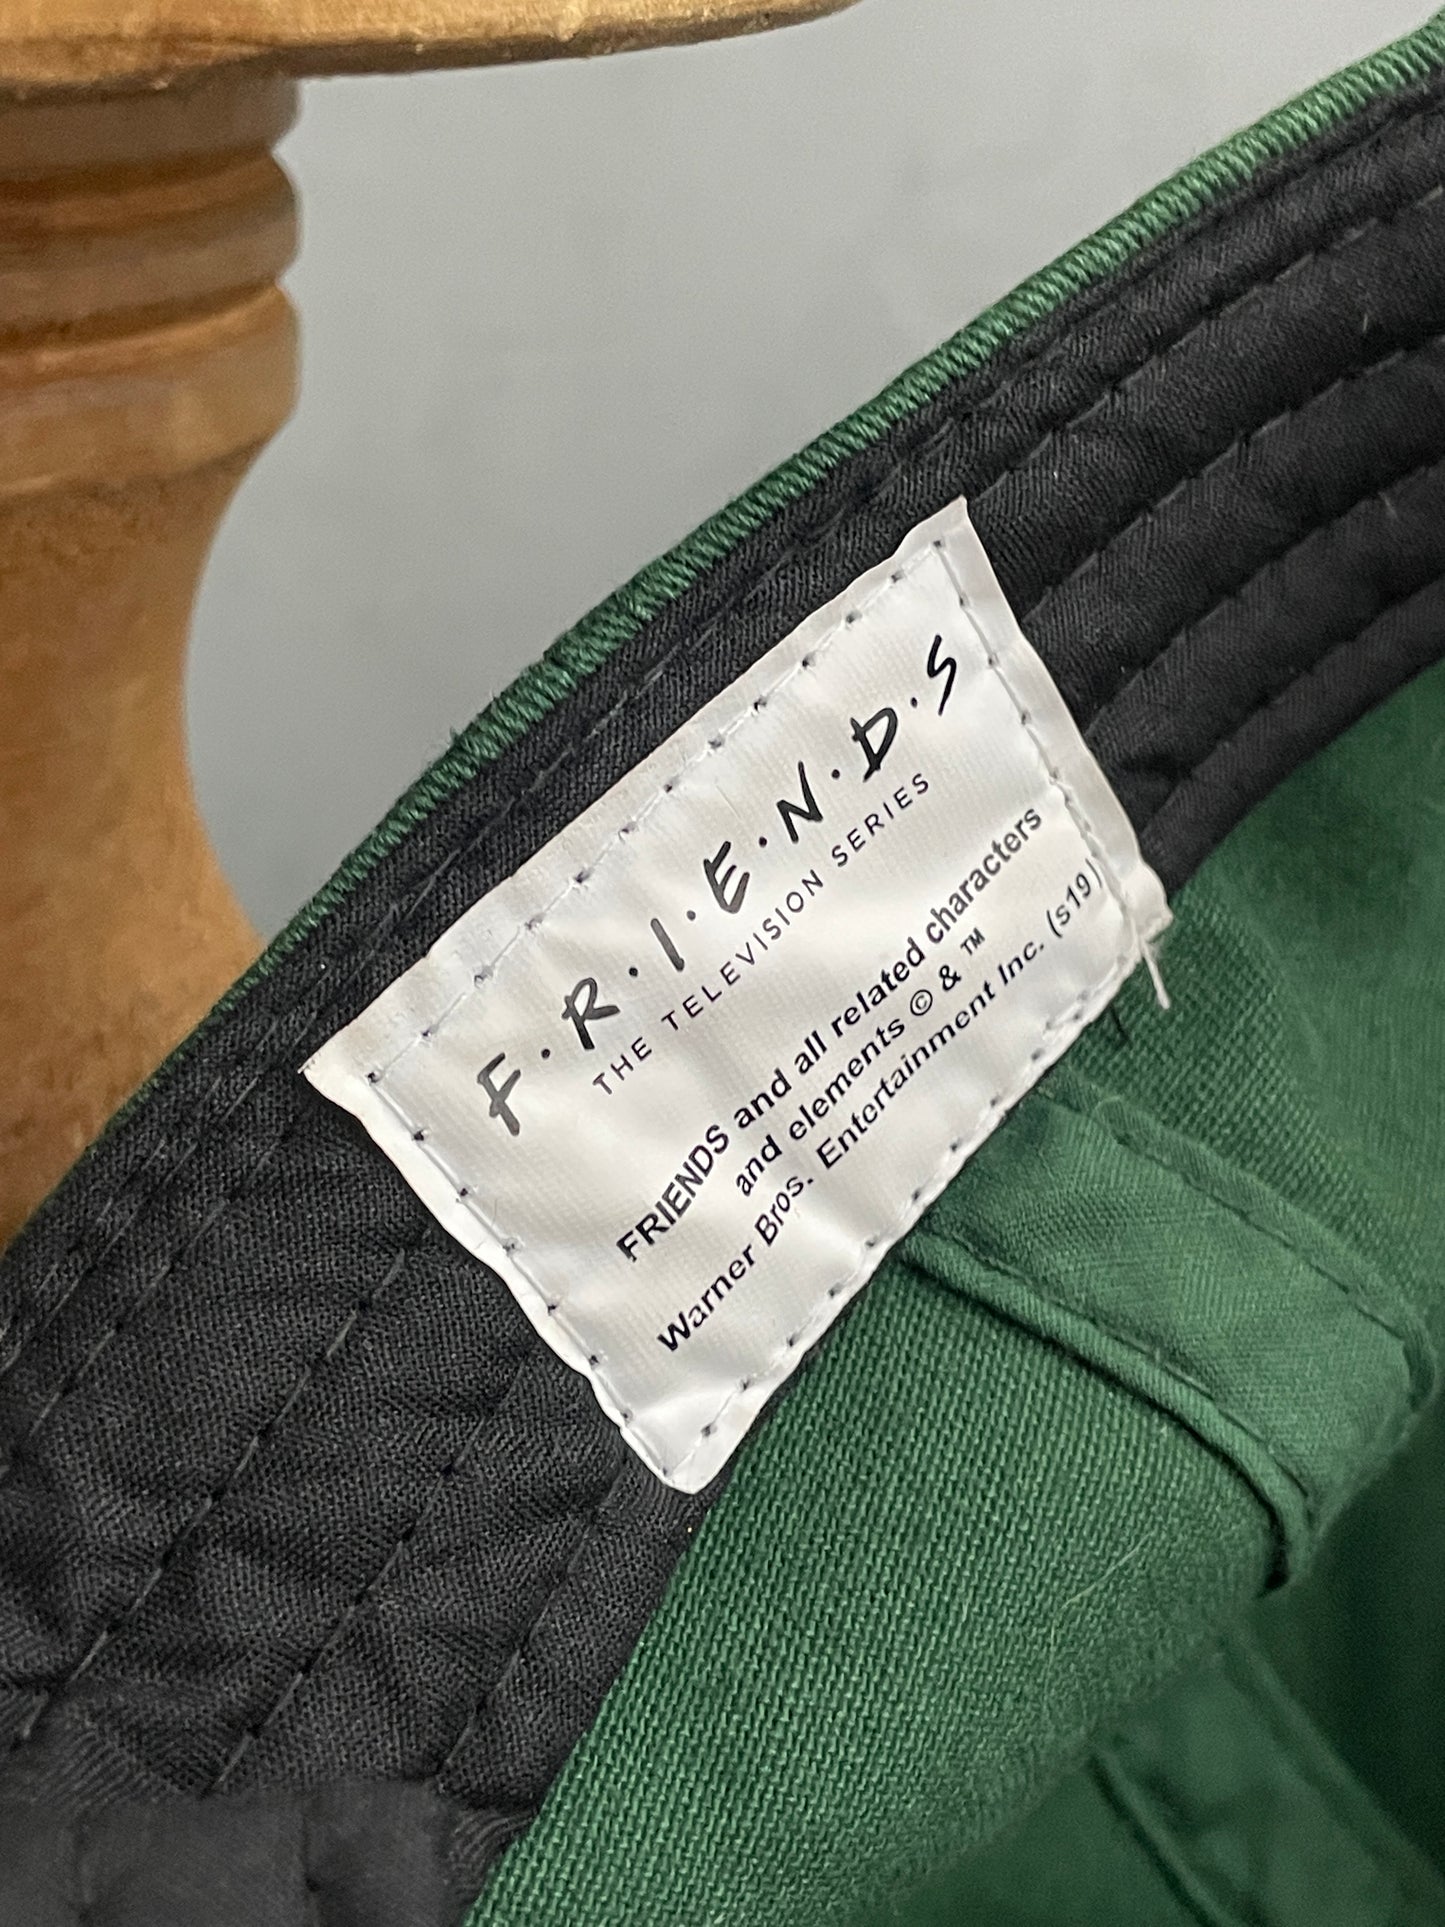 F·R·I·E·N·D·S
THE TELEVISION SERIES
FRIENDS and all related characters
and elements © & ™
Warner Bros. Entertainment Inc. (s19)